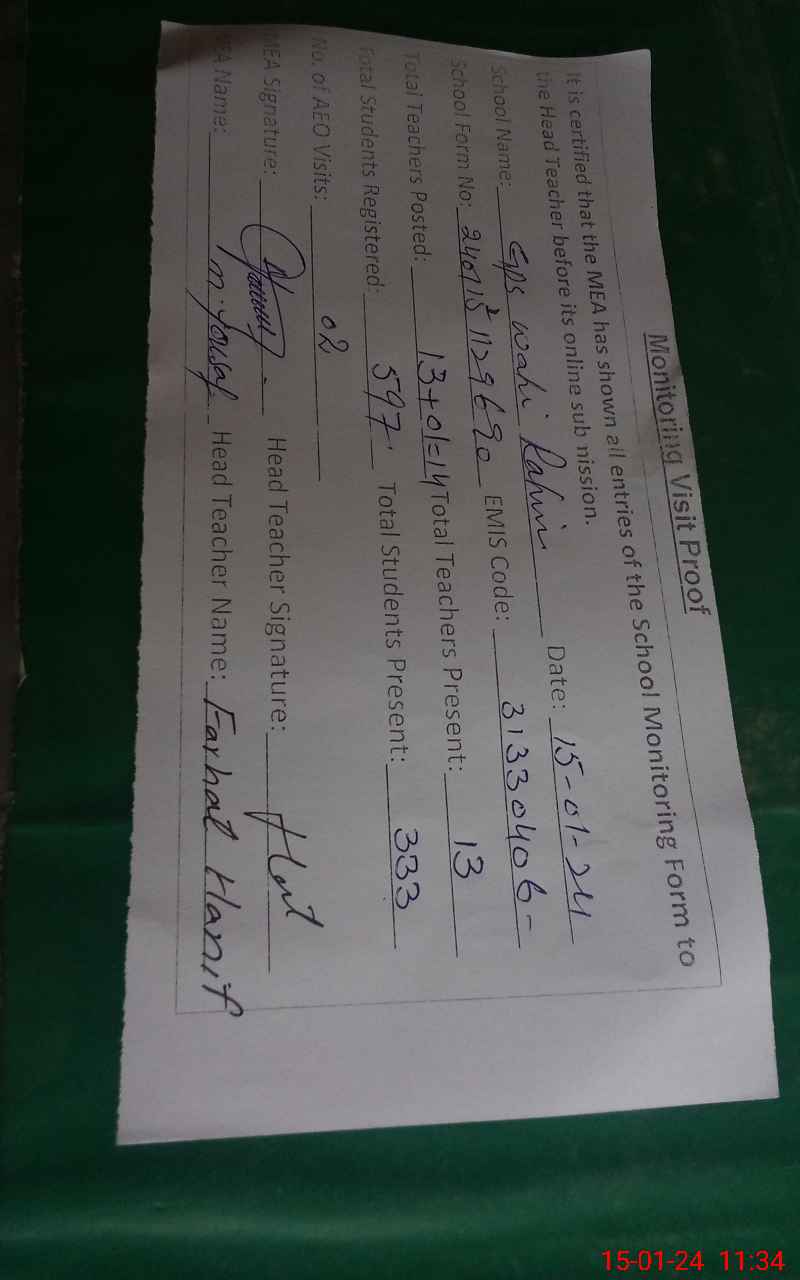 Monitoring Visit Proof
It is certified that the MEA has shown all entries of the School Monitoring Form to
the Head Teacher before its online submission.
School Name: Gps wahi Rahim Date: 15-01-24
School Form No: EMIS Code: 31330406-
Total Teachers Posted: 13+01=14 Total Teachers Present: 13
Total Students Registered: 597 Total Students Present: 333
No. of AEO Visits: 02
MEA Signature: Head Teacher Signature:
MEA Name: M. Yousaf Head Teacher Name: Farhat Hanif
15-01-24 11:34